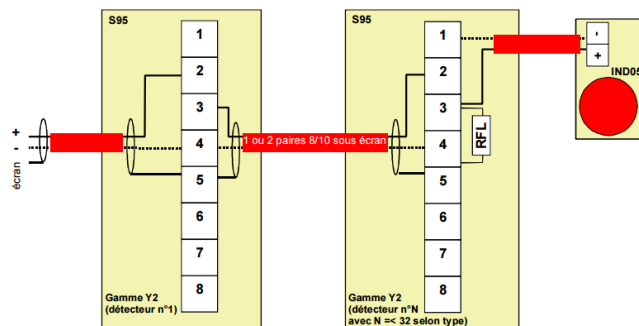 S95
S95
1
2
3
4
5
6
7
8
1
2
3
4
5
6
7
8
-
+
IND05
RFL
+
-
écran
1 ou 2 paires 8/10 sous écran
Gamme Y2
(détecteur n°1)
Gamme Y2
(détecteur n°N
avec N =< 32 selon type)